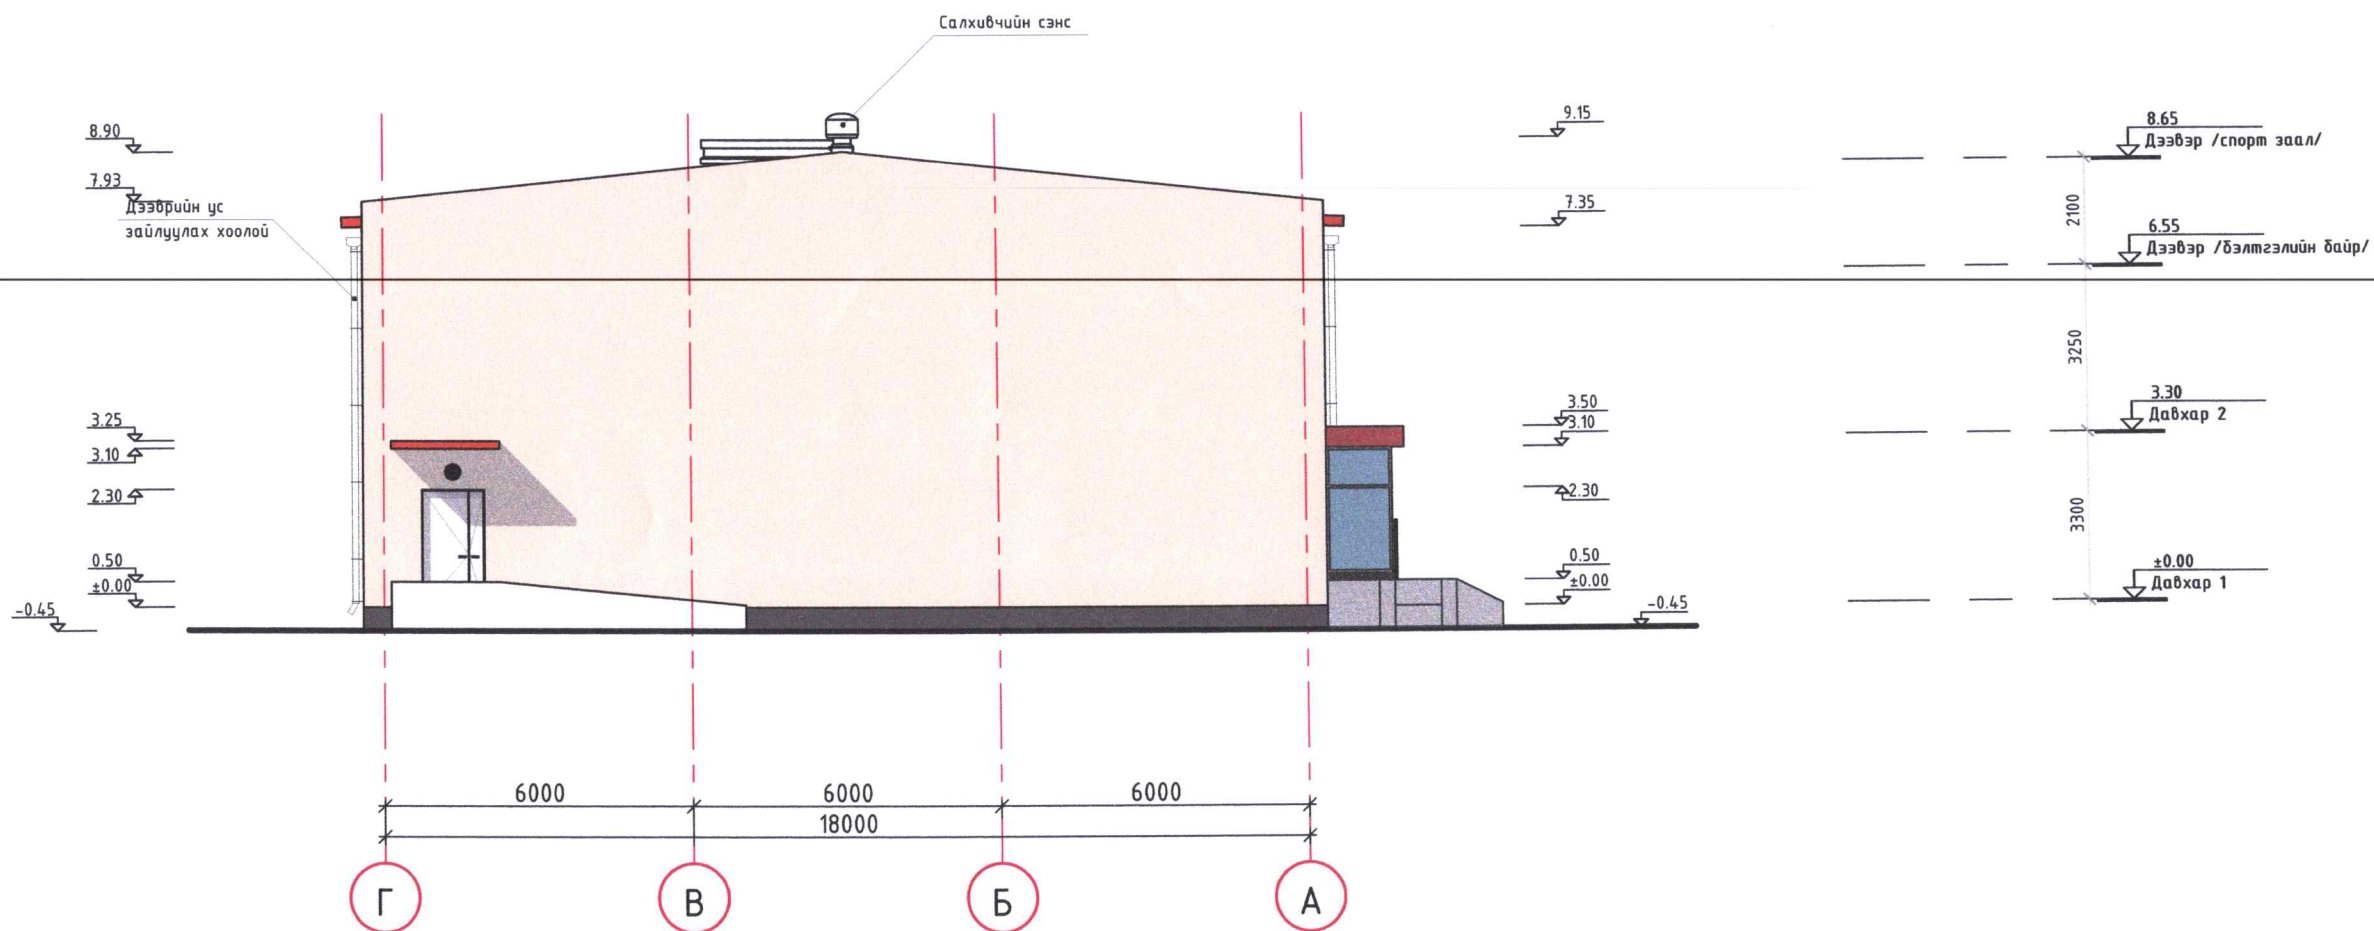 Салхивчийн сэнс
8.90
9.15
8.65
Дээвэр /спорт заал/
7.93
Дээврийн ус
зайлуулах хоолой
7.35
2100
6.55
Дээвэр /бэлтгэлийн байр/
3250
3.25
3.10
2.30
3.50
3.10
2.30
3.30
Давхар 2
3300
0.50
±0.00
-0.45
0.50
±0.00
-0.45
±0.00
Давхар 1
6000
6000
6000
18000
Г
В
Б
А